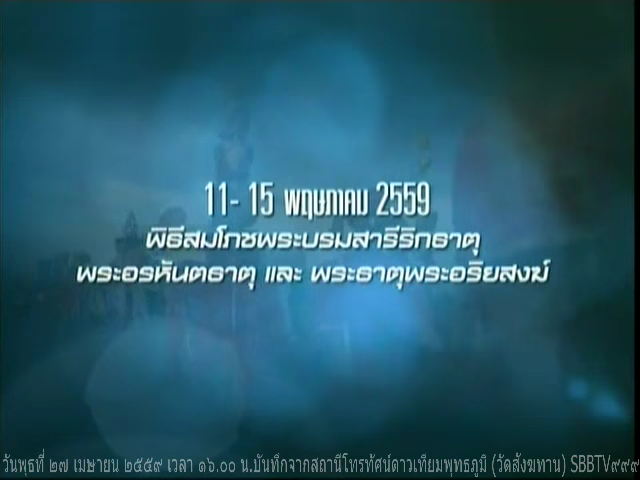 11- 15 พฤษภาคม 2559
พิธีสมโภชพระบรมสารีริกธาตุ
พระอรหันตธาตุ และ พระธาตุพระอริยสงฆ์
วันพุธที่ ๒๗ เมษายน ๒๕๕๙ เวลา ๑๖.๐๐ น.บันทึกจากสถานีโทรทัศน์ดาวเทียมพุทธภูมิ (วัดสังฆทาน) SBBTV๙๙๙